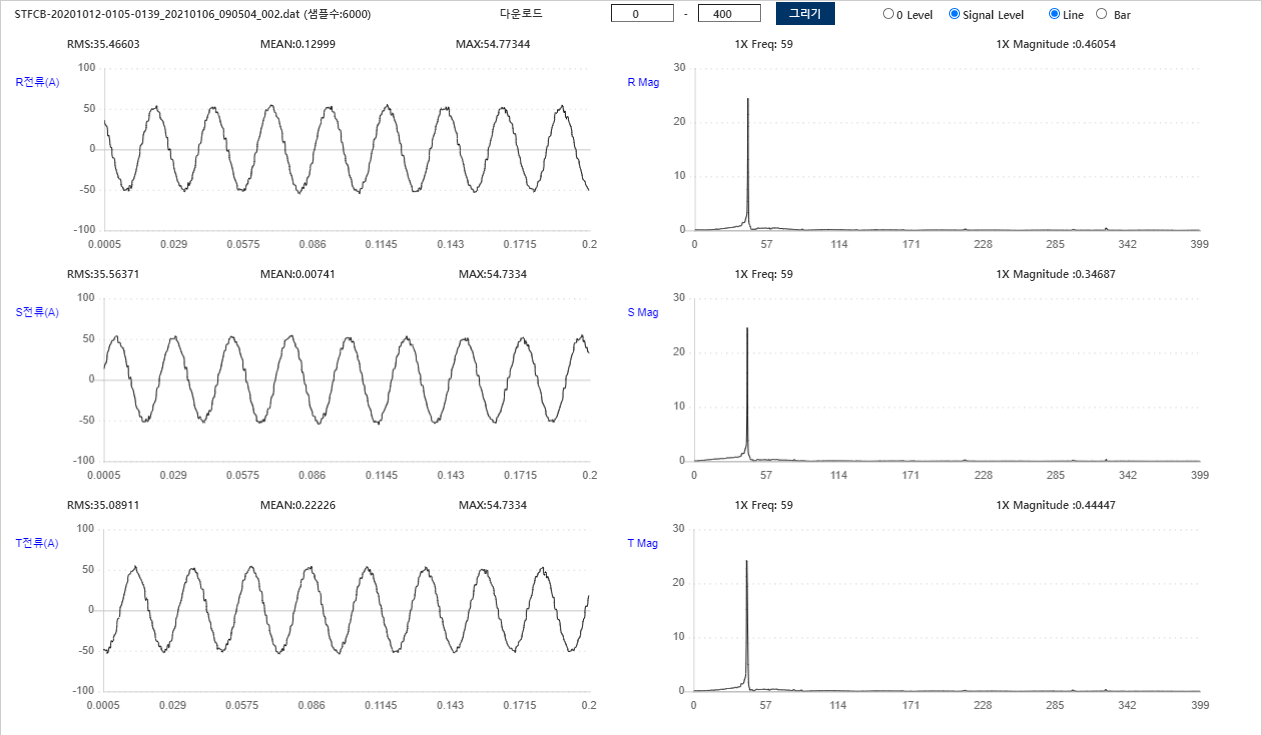 STFCB-20201012-0105-0139_20210106_090504_002.dat (샘플수:6000) 다운로드 0 - 400 그리기 0 Level Signal Level Line Bar
RMS:35.46603 MEAN:0.12999 MAX:54.77344 1X Freq: 59 1X Magnitude :0.46054
R전류(A)
100
50
0
-50
-100
0.0005 0.029 0.0575 0.086 0.1145 0.143 0.1715 0.2
R Mag
30
20
10
0
0 57 114 171 228 285 342 399
RMS:35.56371 MEAN:0.00741 MAX:54.7334 1X Freq: 59 1X Magnitude :0.34687
S전류(A)
100
50
0
-50
-100
0.0005 0.029 0.0575 0.086 0.1145 0.143 0.1715 0.2
S Mag
30
20
10
0
0 57 114 171 228 285 342 399
RMS:35.08911 MEAN:0.22226 MAX:54.7334 1X Freq: 59 1X Magnitude :0.44447
T전류(A)
100
50
0
-50
-100
0.0005 0.029 0.0575 0.086 0.1145 0.143 0.1715 0.2
T Mag
30
20
10
0
0 57 114 171 228 285 342 399